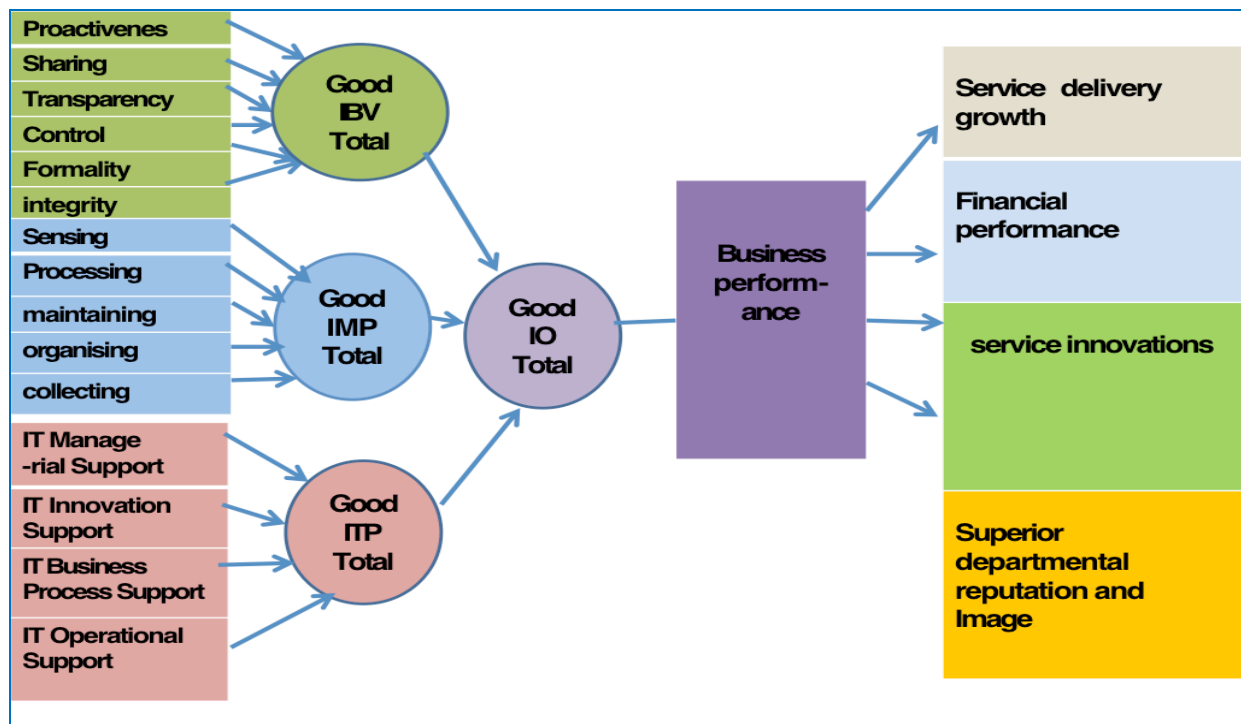 Proactivenes
Sharing
Transparency
Control
Formality
integrity
Sensing
Processing
maintaining
organising
collecting
IT Manage
-rial Support
IT Innovation
Support
IT Business
Process Support
IT Operational
Support
Good
IBV
Total
Good
IMP
Total
Good
ITP
Total
Good
IO
Total
Business
perform-
ance
Service delivery
growth
Financial
performance
service innovations
Superior
departmental
reputation and
Image